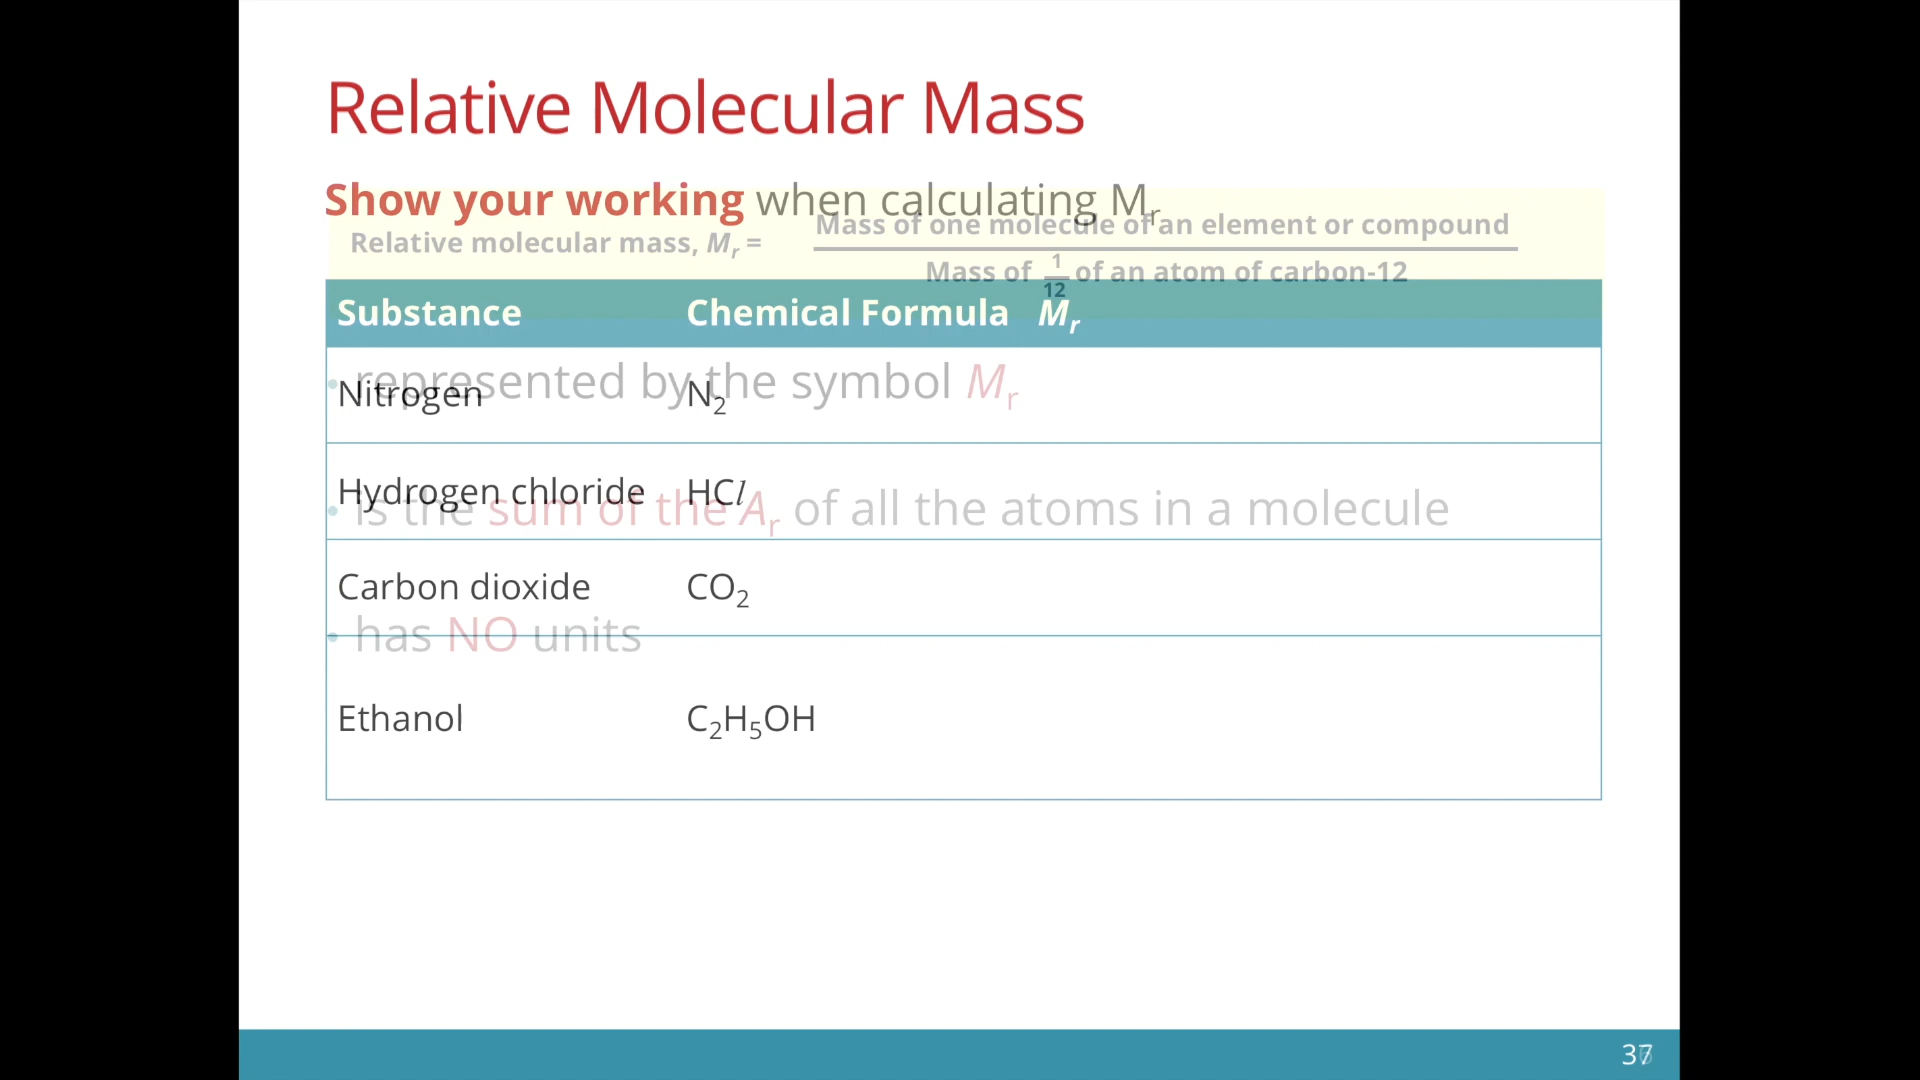 Relative Molecular Mass
Show your working when calculating Mr
Relative molecular mass, Mr = Mass of one molecule of an element or compound
Mass of 1/12 of an atom of carbon-12
Substance Chemical Formula Mr
• represented by the symbol Mr
Nitrogen N2
Hydrogen chloride HCl
• is the sum of the Ar of all the atoms in a molecule
Carbon dioxide CO2
• has NO units
Ethanol C2H5OH
37